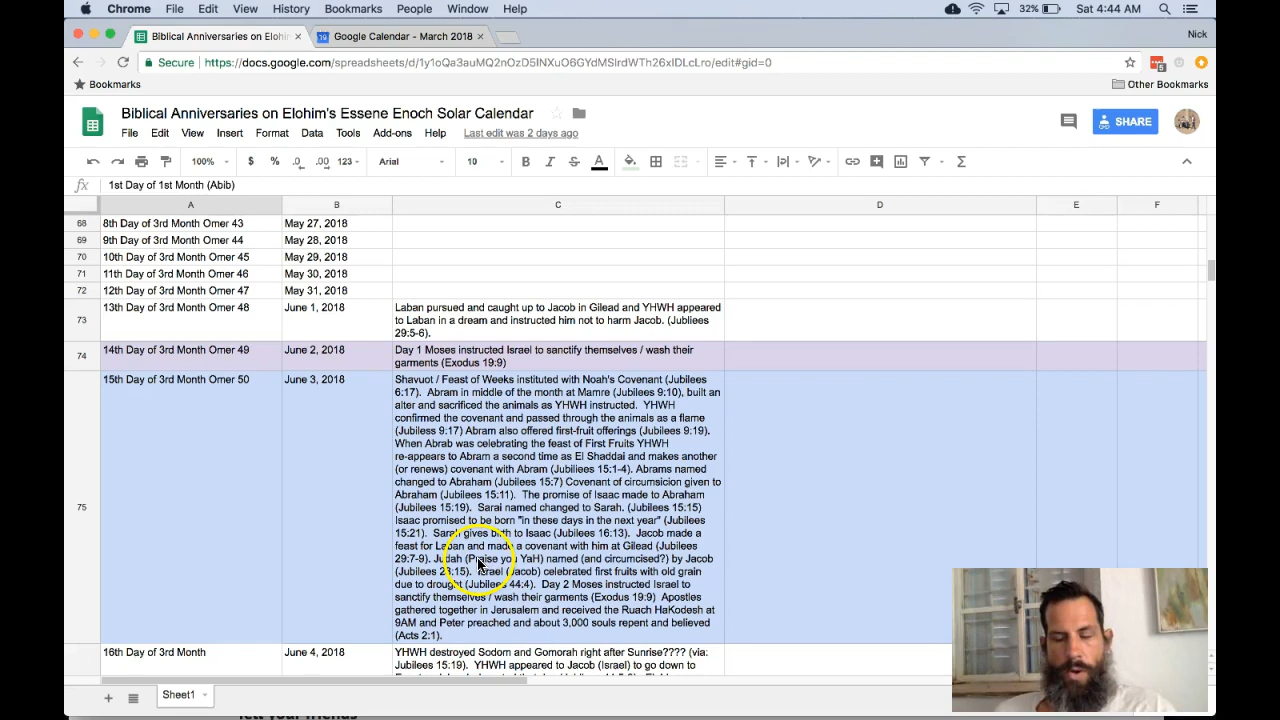 Chrome File Edit View History Bookmarks People Window Help 32% Sat 4:44 AM
Biblical Anniversaries on Elohim Google Calendar - March 2018 Nick
Secure https://docs.google.com/spreadsheets/d/1y1oQa3auMQ2nOzD5INXuO6GYdMSIrdWTh26xIDLcLro/edit#gid=0
Bookmarks Other Bookmarks
Biblical Anniversaries on Elohim's Essene Enoch Solar Calendar
SHARE
File Edit View Insert Format Data Tools Add-ons Help Last edit was 2 days ago
100% $ % .0 .00 123 Arial 10 B I S A
fx 1st Day of 1st Month (Abib)
A B C D E F
68 8th Day of 3rd Month Omer 43 May 27, 2018
69 9th Day of 3rd Month Omer 44 May 28, 2018
70 10th Day of 3rd Month Omer 45 May 29, 2018
71 11th Day of 3rd Month Omer 46 May 30, 2018
72 12th Day of 3rd Month Omer 47 May 31, 2018
73 13th Day of 3rd Month Omer 48 June 1, 2018 Laban pursued and caught up to Jacob in Gilead and YHWH appeared
to Laban in a dream and instructed him not to harm Jacob. (Jubliees
29:5-6).
74 14th Day of 3rd Month Omer 49 June 2, 2018 Day 1 Moses instructed Israel to sanctify themselves / wash their
garments (Exodus 19:9)
75 15th Day of 3rd Month Omer 50 June 3, 2018 Shavuot / Feast of Weeks instituted with Noah's Covenant (Jubilees
6:17). Abram in middle of the month at Mamre (Jubilees 9:10), built an
alter and sacrificed the animals as YHWH instructed. YHWH
confirmed the covenant and passed through the animals as a flame
(Jubiless 9:17) Abram also offered first-fruit offerings (Jubilees 9:19).
When Abrab was celebrating the feast of First Fruits YHWH
re-appears to Abram a second time as El Shaddai and makes another
(or renews) covenant with Abram (Jubiliees 15:1-4). Abrams named
changed to Abraham (Jubilees 15:7) Covenant of circumsicion given to
Abraham (Jubilees 15:11). The promise of Isaac made to Abraham
(Jubilees 15:19). Sarai named changed to Sarah. (Jubilees 15:15)
Isaac promised to be born "in these days in the next year" (Jubilees
15:21). Sarah gives birth to Isaac (Jubilees 16:13). Jacob made a
feast for Laban and made a covenant with him at Gilead (Jubilees
29:7-9). Judah (Praise you YaH) named (and circumcised?) by Jacob
(Jubilees 28:15). Israel (Jacob) celebrated first fruits with old grain
due to drought (Jubilees 44:4). Day 2 Moses instructed Israel to
sanctify themselves / wash their garments (Exodus 19:9) Apostles
gathered together in Jerusalem and received the Ruach HaKodesh at
9AM and Peter preached and about 3,000 souls repent and believed
(Acts 2:1).
16th Day of 3rd Month June 4, 2018 YHWH destroyed Sodom and Gomorah right after Sunrise???? (via:
Jubilees 15:19). YHWH appeared to Jacob (Israel) to go down to
Sheet1